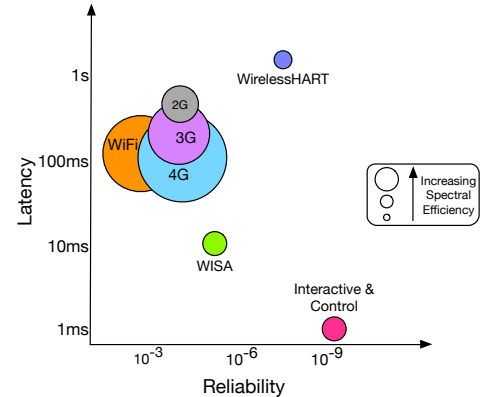 1s
WirelessHART
2G
WiFi
3G
100ms
4G
Increasing
Spectral
Efficiency
Latency
10ms
WISA
Interactive &
Control
1ms
10⁻³
10⁻⁶
10⁻⁹
Reliability